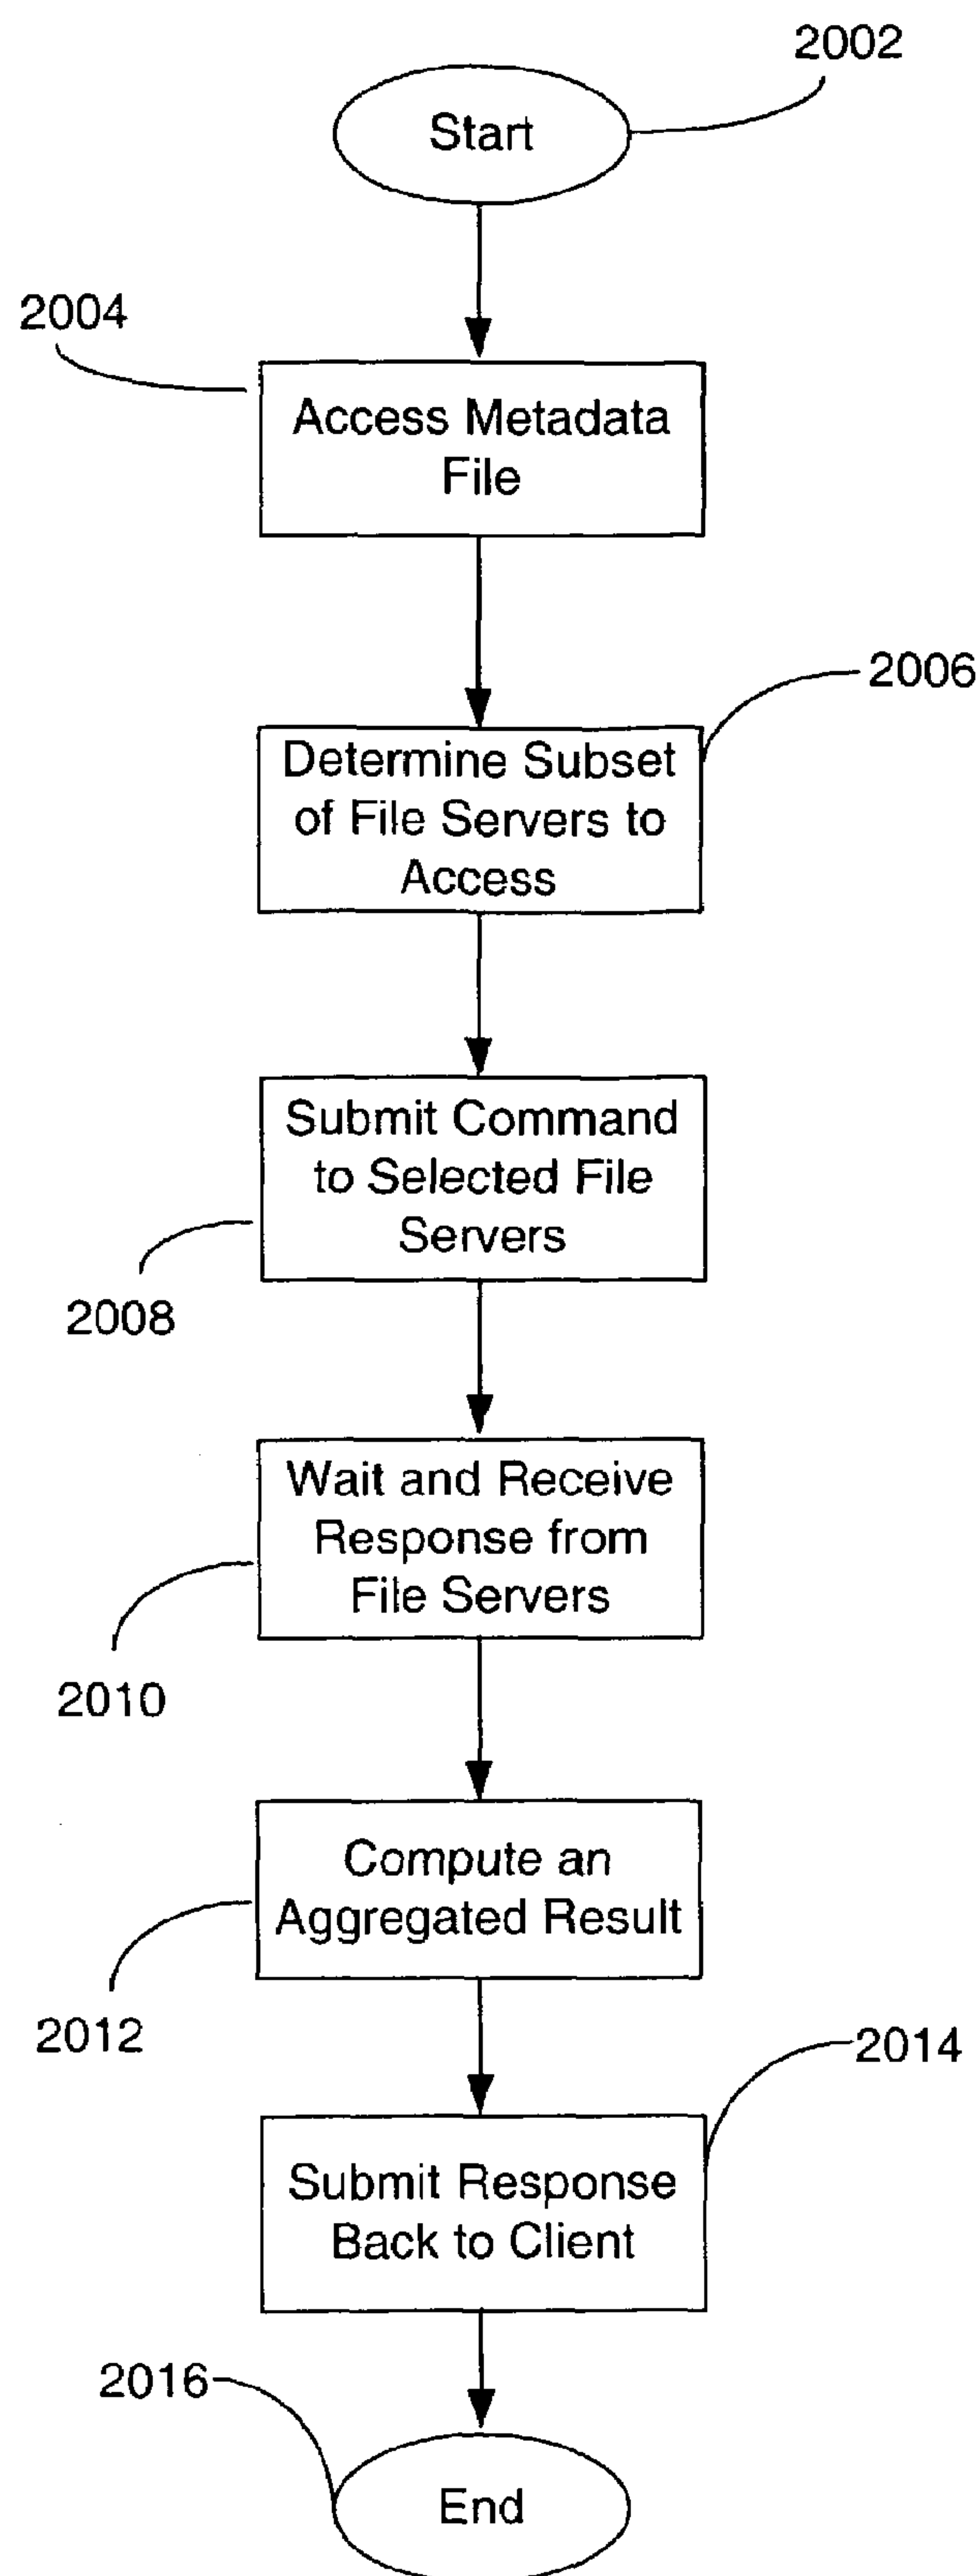 2002
Start
2004
Access Metadata
File
2006
Determine Subset
of File Servers to
Access
Submit Command
to Selected File
Servers
2008
Wait and Receive
Response from
File Servers
2010
Compute an
Aggregated Result
2012
2014
Submit Response
Back to Client
2016
End